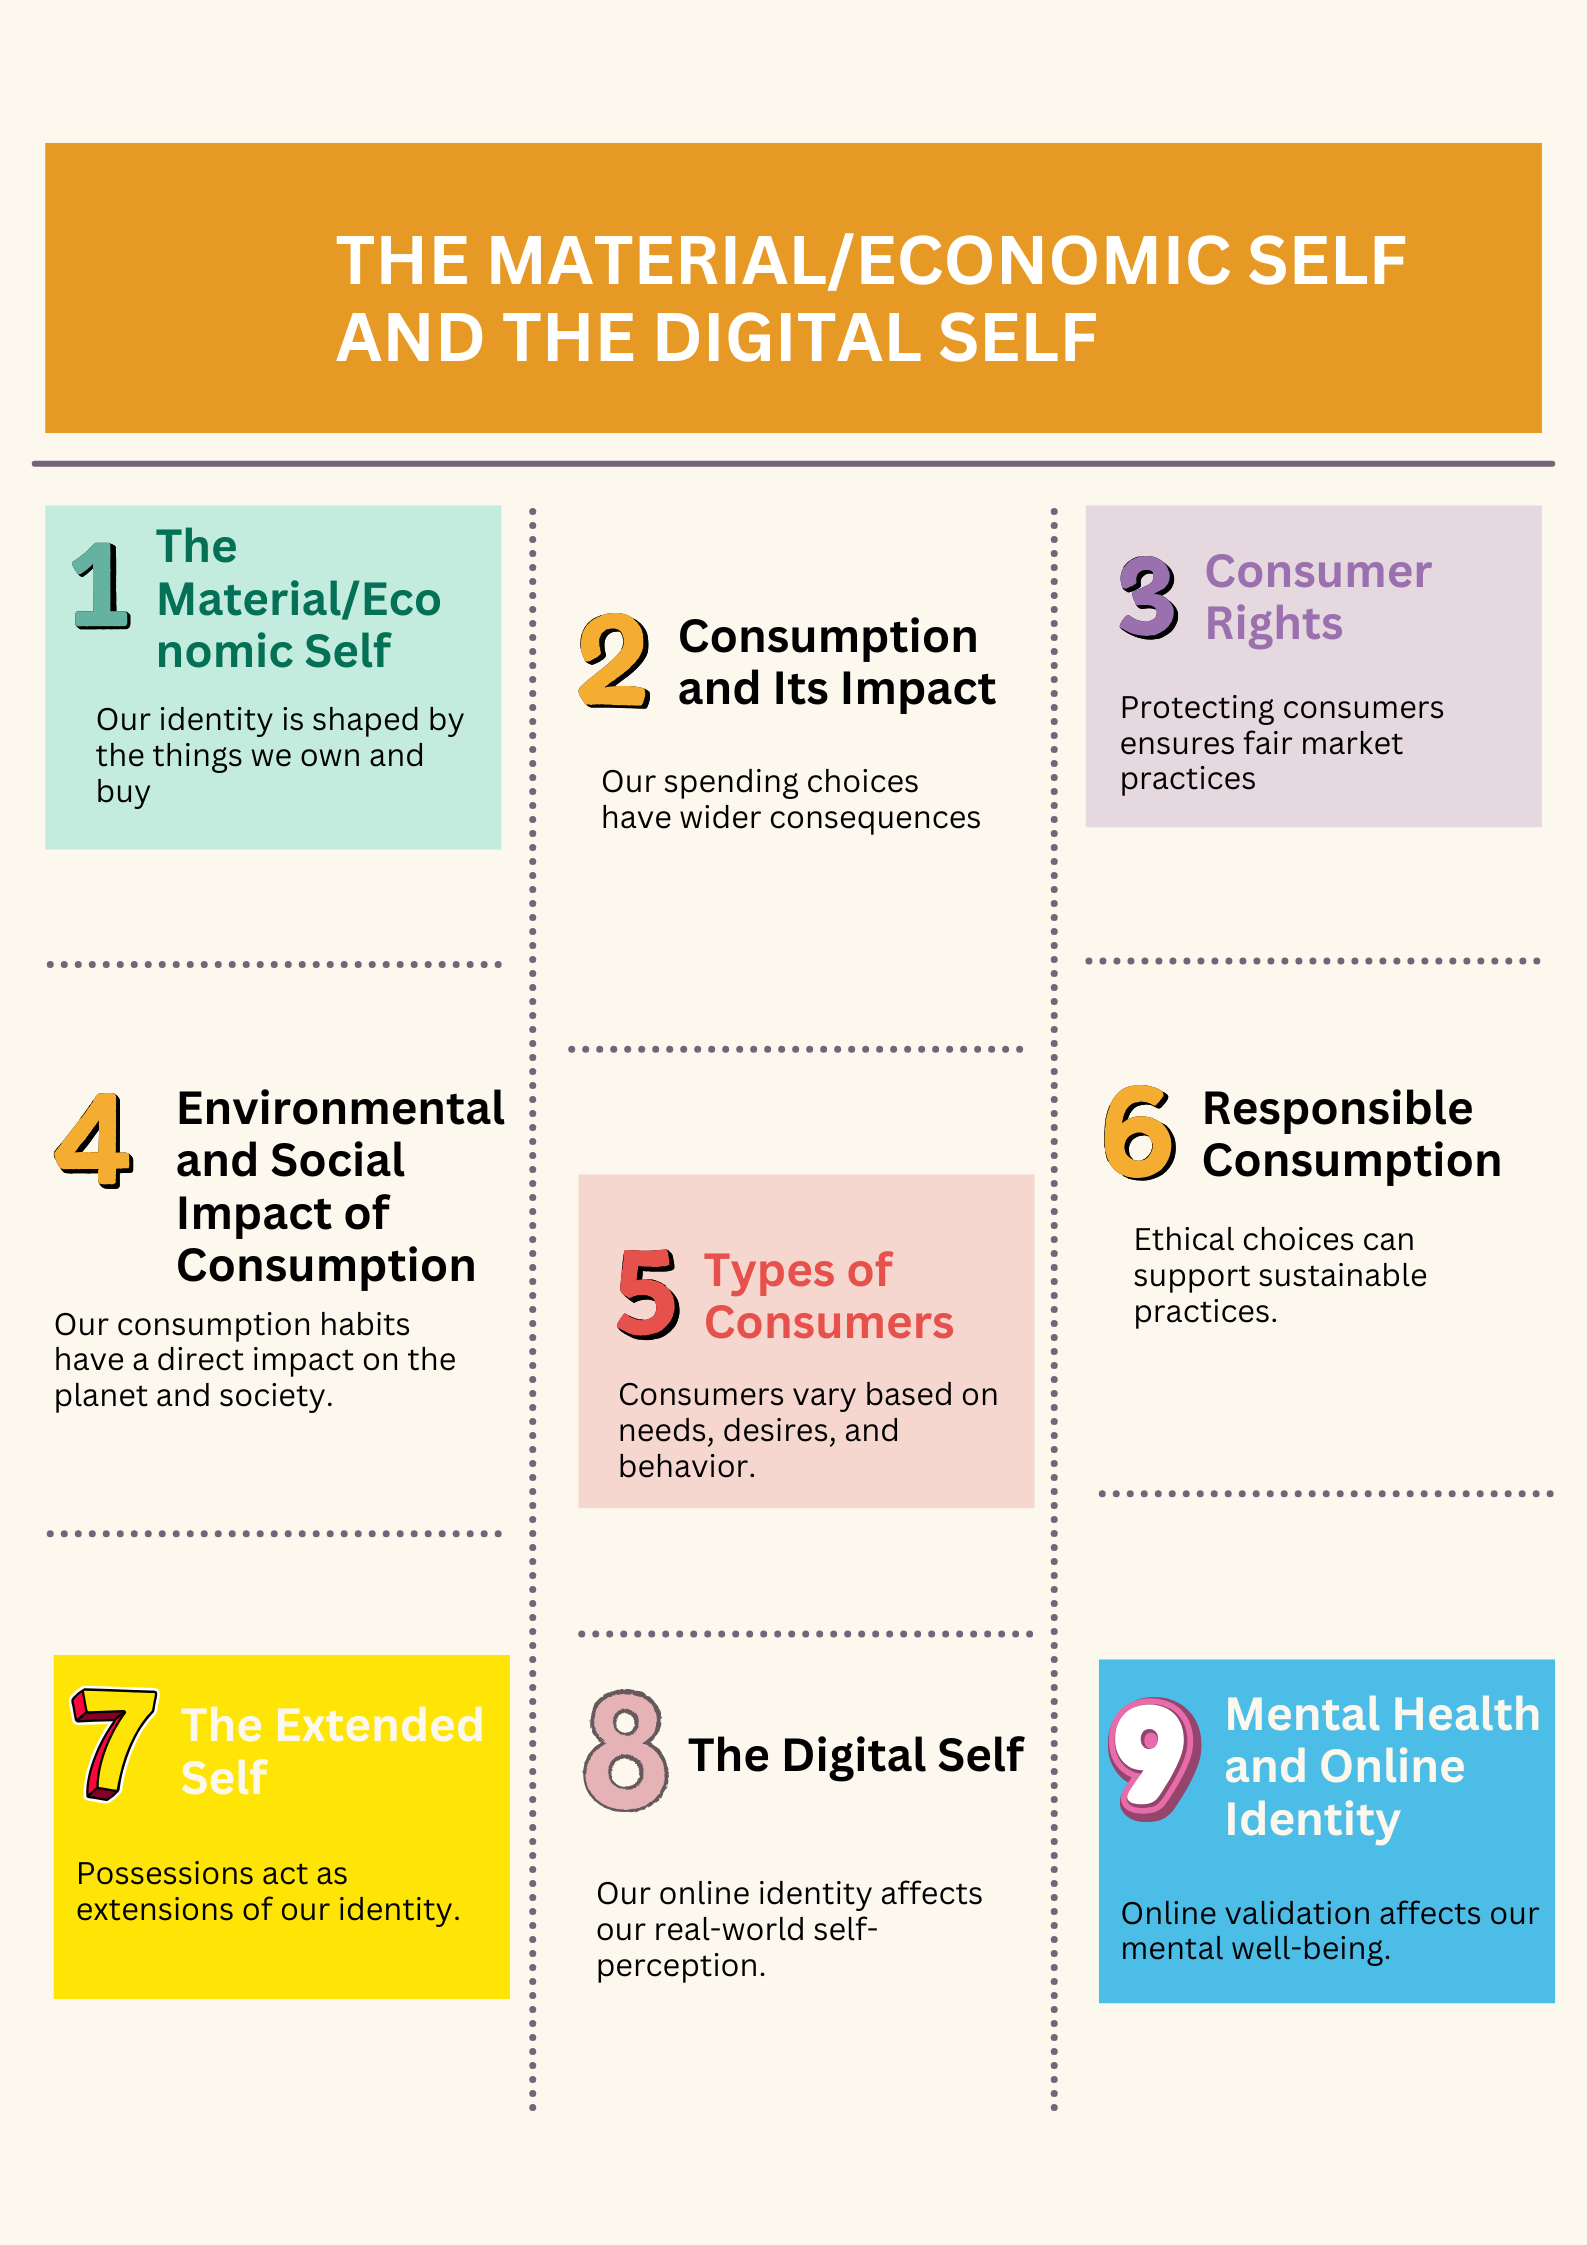 THE MATERIAL/ECONOMIC SELF
AND THE DIGITAL SELF
1
The
Material/Eco
nomic Self
Our identity is shaped by
the things we own and
buy
2
Consumption
and Its Impact
Our spending choices
have wider consequences
3
Consumer
Rights
Protecting consumers
ensures fair market
practices
4
Environmental
and Social
Impact of
Consumption
Our consumption habits
have a direct impact on the
planet and society.
5
Types of
Consumers
Consumers vary based on
needs, desires, and
behavior.
6
Responsible
Consumption
Ethical choices can
support sustainable
practices.
7
The Extended
Self
Possessions act as
extensions of our identity.
8
The Digital Self
Our online identity affects
our real-world self-
perception.
9
Mental Health
and Online
Identity
Online validation affects our
mental well-being.